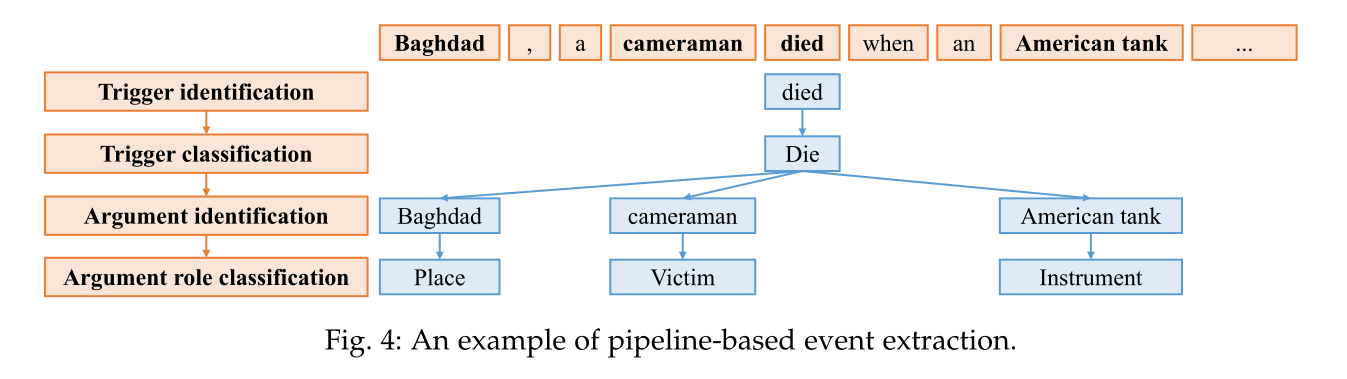 Baghdad , a cameraman died when an American tank ...
Trigger identification died
Trigger classification Die
Argument identification Baghdad cameraman American tank
Argument role classification Place Victim Instrument
Fig. 4: An example of pipeline-based event extraction.